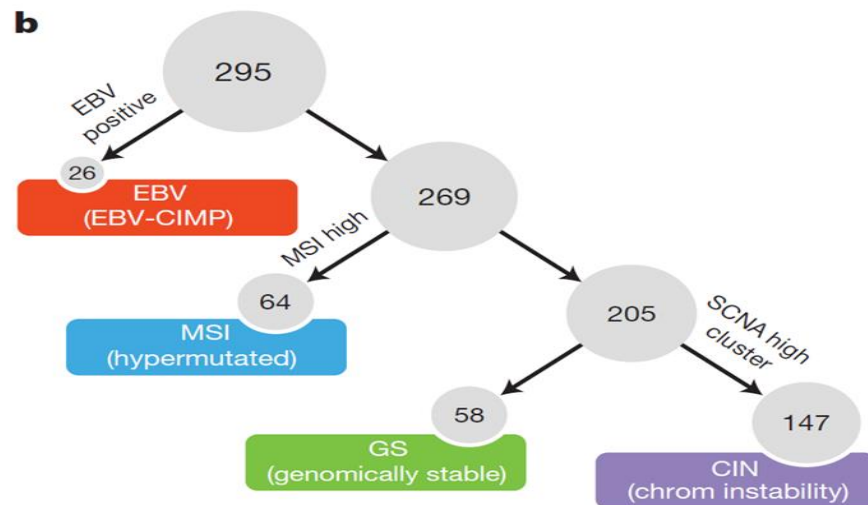 b
295
EBV
positive
26
EBV
(EBV-CIMP)
269
MSI high
64
MSI
(hypermutated)
205
SCNA high
cluster
58
GS
(genomically stable)
147
CIN
(chrom instability)